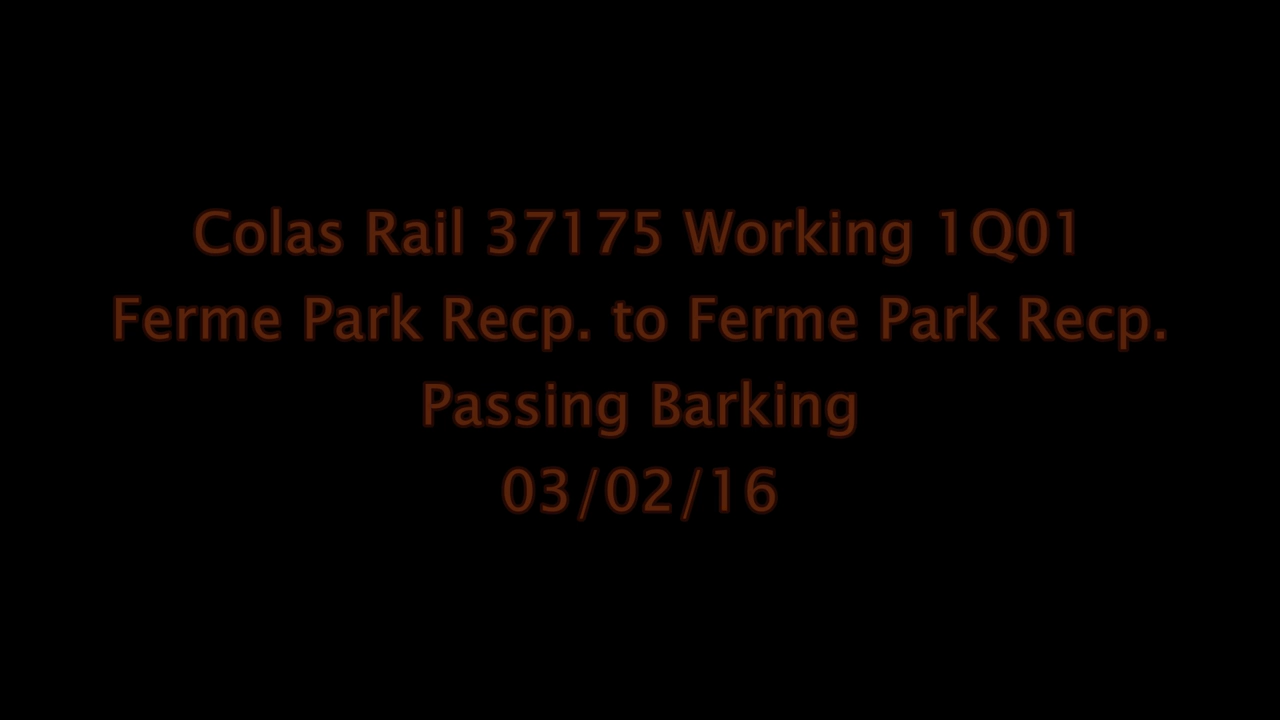 Colas Rail 37175 Working 1Q01
Ferme Park Recp. to Ferme Park Recp.
Passing Barking
03/02/16